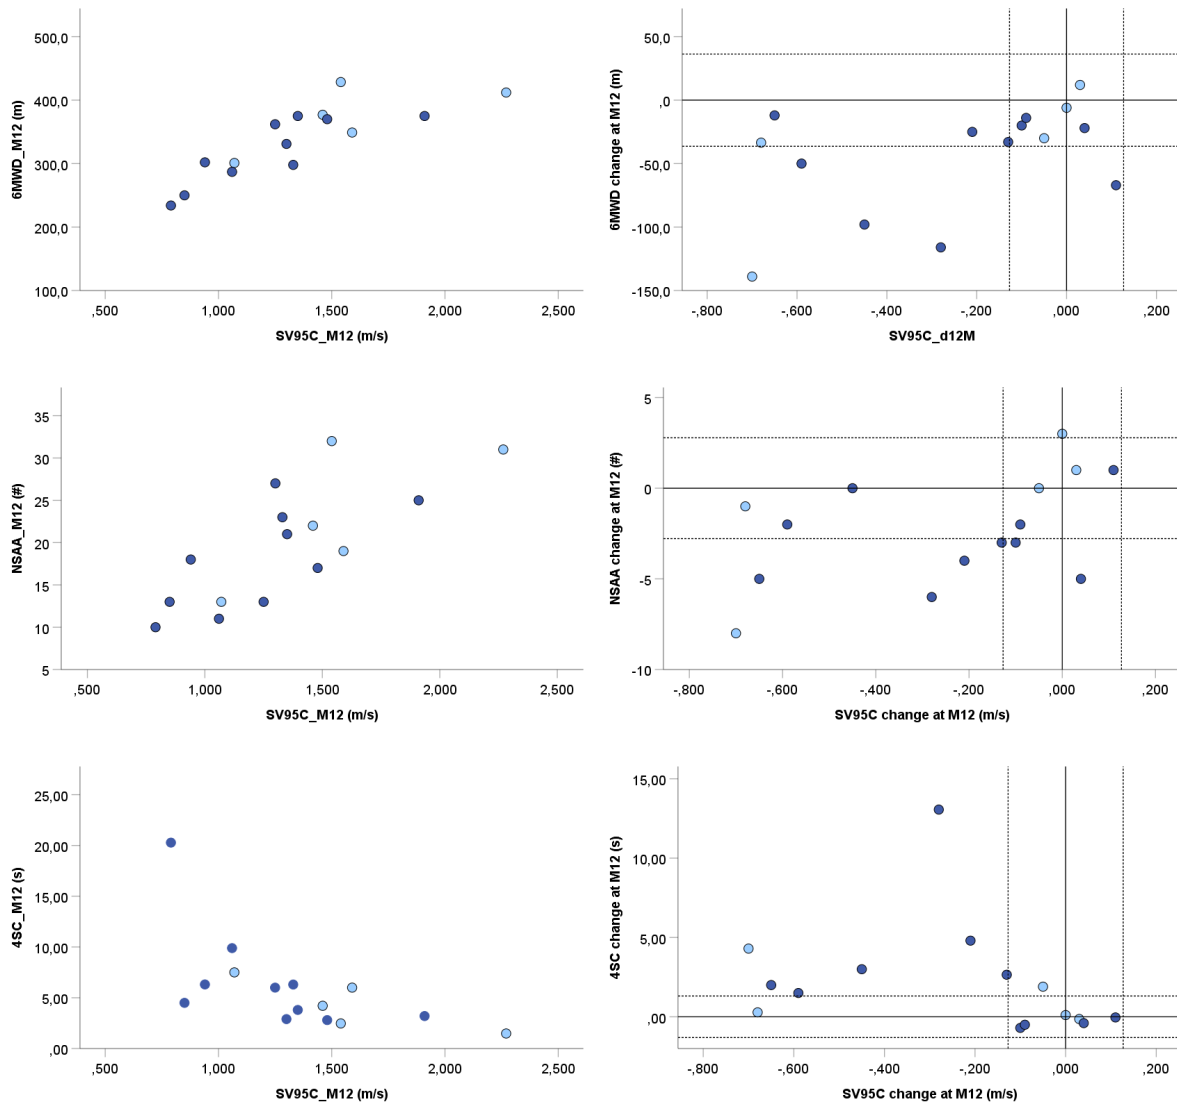 6MWD_M12 (m)
500,0
400,0
300,0
200,0
100,0
,500 1,000 1,500 2,000 2,500
SV95C_M12 (m/s)
6MWD change at M12 (m)
50,0
,0
-50,0
-100,0
-150,0
-,800 -,600 -,400 -,200 ,000 ,200
SV95C_d12M
NSAA_M12 (#)
35
30
25
20
15
10
5
,500 1,000 1,500 2,000 2,500
SV95C_M12 (m/s)
NSAA change at M12 (#)
5
0
-5
-10
-,800 -,600 -,400 -,200 ,000 ,200
SV95C change at M12 (m/s)
4SC_M12 (s)
25,00
20,00
15,00
10,00
5,00
,00
,500 1,000 1,500 2,000 2,500
SV95C_M12 (m/s)
4SC change at M12 (s)
15,00
10,00
5,00
,00
-,800 -,600 -,400 -,200 ,000 ,200
SV95C change at M12 (m/s)